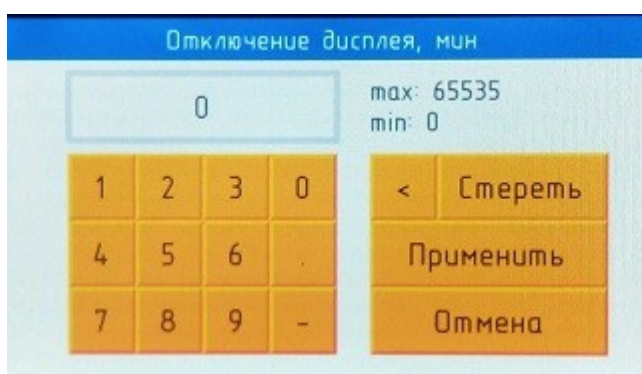 Отключение дисплея, мин
0
max: 65535
min: 0
1 2 3 0 < Стереть
4 5 6 . Применить
7 8 9 - Отмена